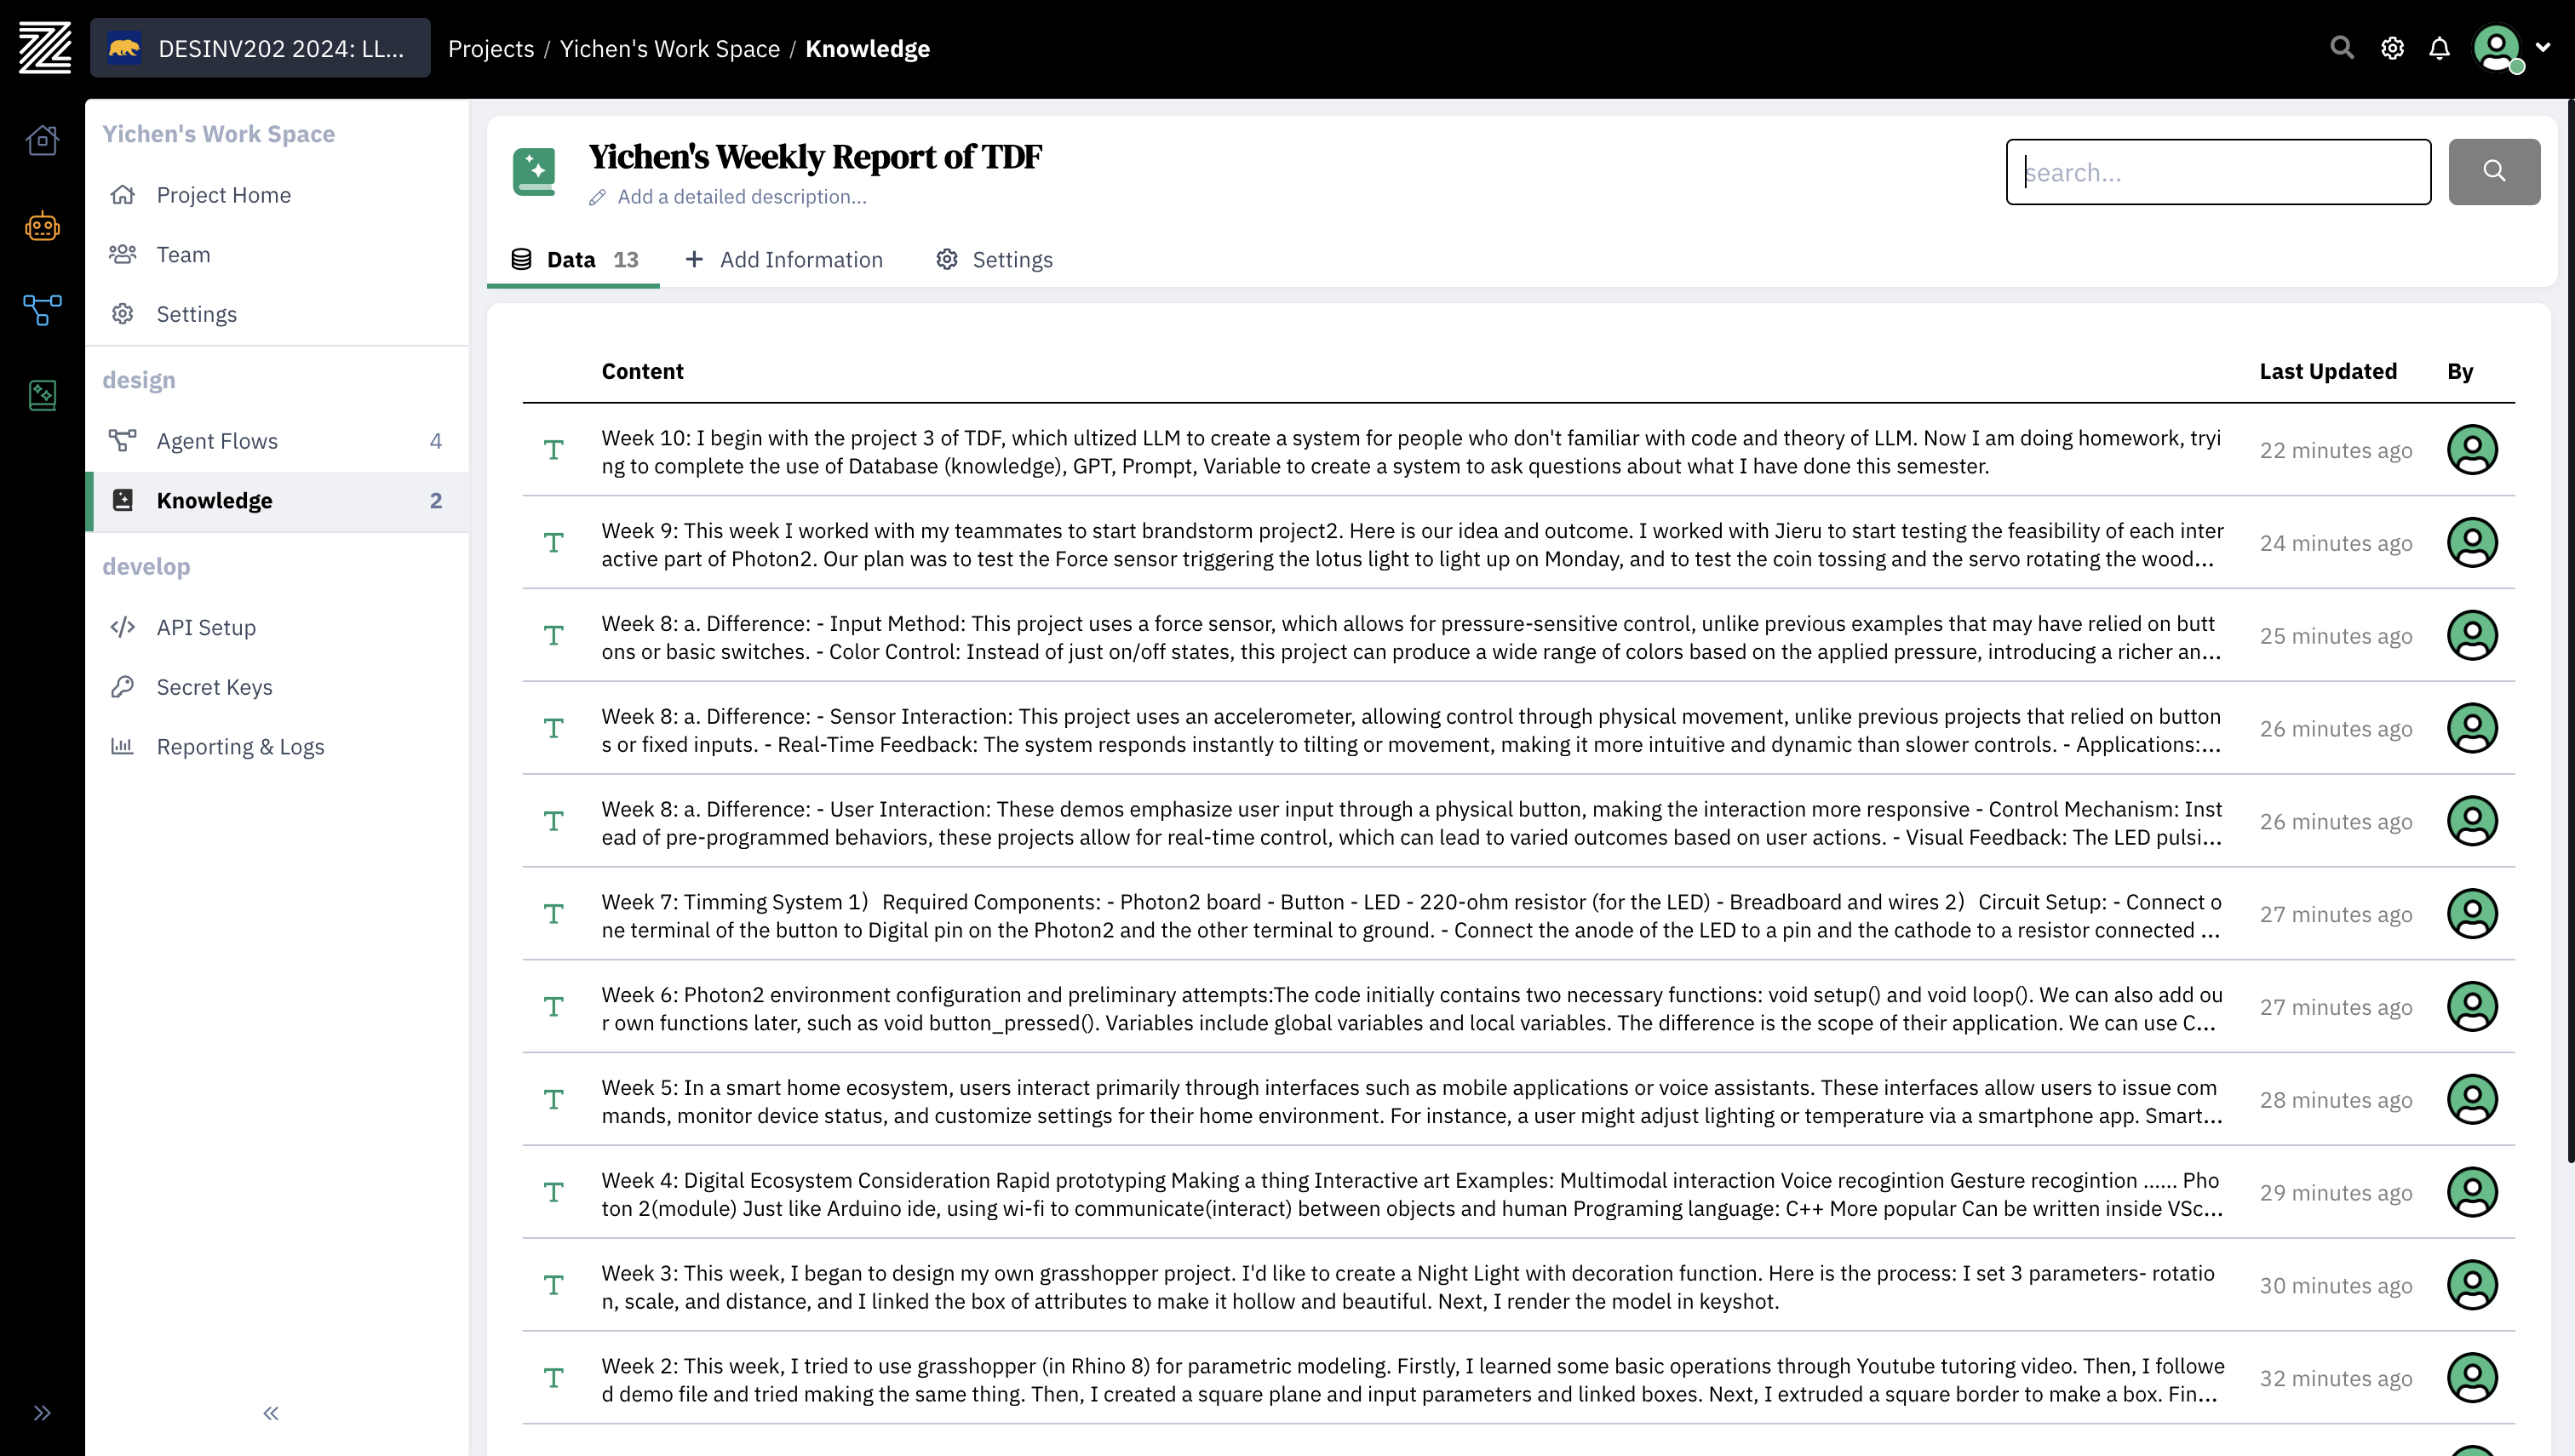 DESINV202 2024: LL...
Projects / Yichen's Work Space / Knowledge
Yichen's Work Space
Project Home
Team
Settings
design
Agent Flows 4
Knowledge 2
develop
API Setup
Secret Keys
Reporting & Logs
Yichen's Weekly Report of TDF
Add a detailed description...
search...
Data 13
Add Information
Settings
Content Last Updated By
Week 10: I begin with the project 3 of TDF, which ultized LLM to create a system for people who don't familiar with code and theory of LLM. Now I am doing homework, tryi
ng to complete the use of Database (knowledge), GPT, Prompt, Variable to create a system to ask questions about what I have done this semester.
22 minutes ago
Week 9: This week I worked with my teammates to start brandstorm project2. Here is our idea and outcome. I worked with Jieru to start testing the feasibility of each inter
active part of Photon2. Our plan was to test the Force sensor triggering the lotus light to light up on Monday, and to test the coin tossing and the servo rotating the wood...
24 minutes ago
Week 8: a. Difference: - Input Method: This project uses a force sensor, which allows for pressure-sensitive control, unlike previous examples that may have relied on butt
ons or basic switches. - Color Control: Instead of just on/off states, this project can produce a wide range of colors based on the applied pressure, introducing a richer an...
25 minutes ago
Week 8: a. Difference: - Sensor Interaction: This project uses an accelerometer, allowing control through physical movement, unlike previous projects that relied on button
s or fixed inputs. - Real-Time Feedback: The system responds instantly to tilting or movement, making it more intuitive and dynamic than slower controls. - Applications:...
26 minutes ago
Week 8: a. Difference: - User Interaction: These demos emphasize user input through a physical button, making the interaction more responsive - Control Mechanism: Inst
ead of pre-programmed behaviors, these projects allow for real-time control, which can lead to varied outcomes based on user actions. - Visual Feedback: The LED pulsi...
26 minutes ago
Week 7: Timming System 1） Required Components: - Photon2 board - Button - LED - 220-ohm resistor (for the LED) - Breadboard and wires 2） Circuit Setup: - Connect o
ne terminal of the button to Digital pin on the Photon2 and the other terminal to ground. - Connect the anode of the LED to a pin and the cathode to a resistor connected ...
27 minutes ago
Week 6: Photon2 environment configuration and preliminary attempts:The code initially contains two necessary functions: void setup() and void loop(). We can also add ou
r own functions later, such as void button_pressed(). Variables include global variables and local variables. The difference is the scope of their application. We can use C...
27 minutes ago
Week 5: In a smart home ecosystem, users interact primarily through interfaces such as mobile applications or voice assistants. These interfaces allow users to issue com
mands, monitor device status, and customize settings for their home environment. For instance, a user might adjust lighting or temperature via a smartphone app. Smart...
28 minutes ago
Week 4: Digital Ecosystem Consideration Rapid prototyping Making a thing Interactive art Examples: Multimodal interaction Voice recogintion Gesture recogintion ...... Pho
ton 2(module) Just like Arduino ide, using wi-fi to communicate(interact) between objects and human Programing language: C++ More popular Can be written inside VSc...
29 minutes ago
Week 3: This week, I began to design my own grasshopper project. I'd like to create a Night Light with decoration function. Here is the process: I set 3 parameters- rotatio
n, scale, and distance, and I linked the box of attributes to make it hollow and beautiful. Next, I render the model in keyshot.
30 minutes ago
Week 2: This week, I tried to use grasshopper (in Rhino 8) for parametric modeling. Firstly, I learned some basic operations through Youtube tutoring video. Then, I followe
d demo file and tried making the same thing. Then, I created a square plane and input parameters and linked boxes. Next, I extruded a square border to make a box. Fin...
32 minutes ago